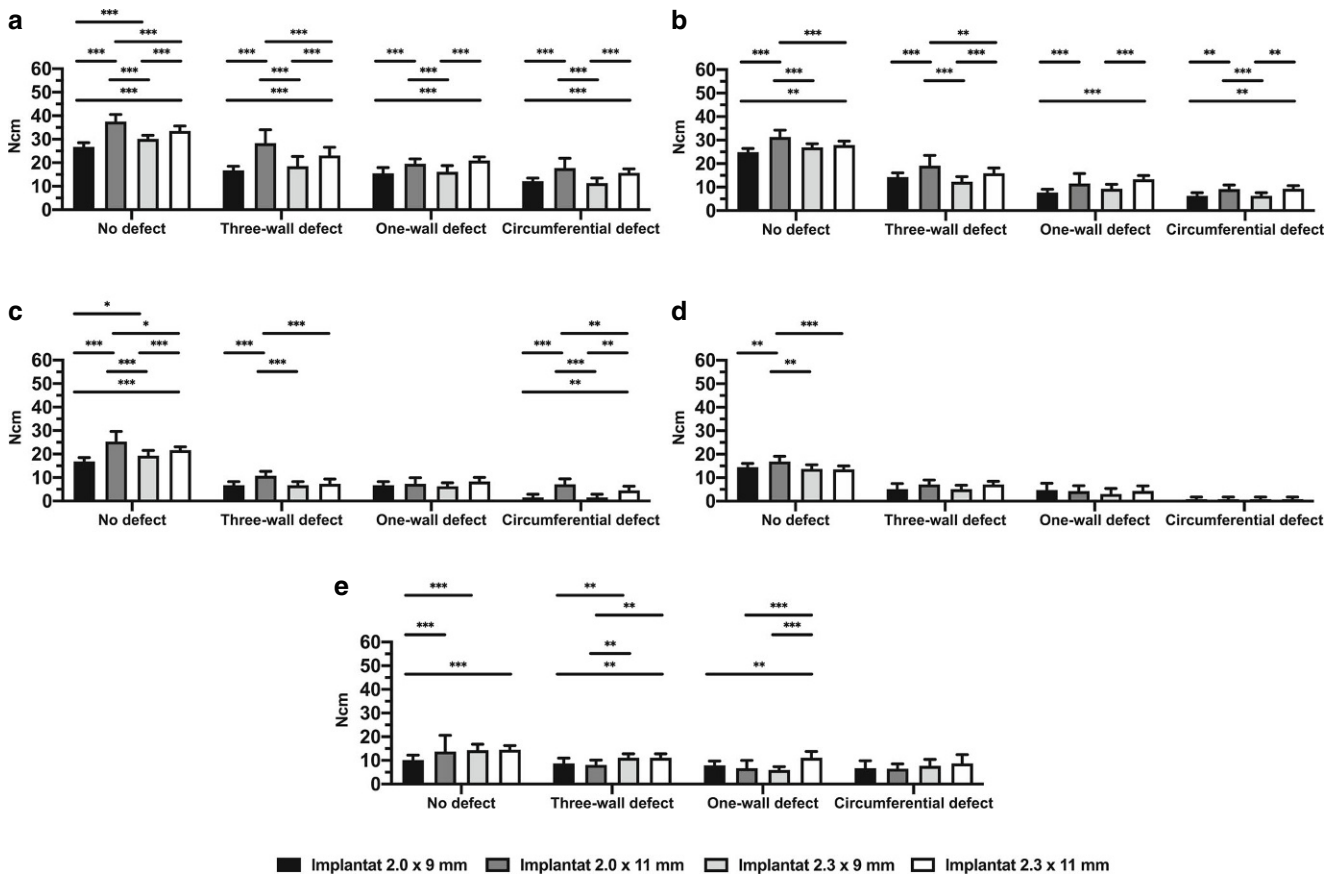 a
***
*** ***
*** *** *** *** *** *** *** ***
*** *** *** ***
*** *** *** ***
60
50
40
30
20
10
0
Ncm
No defect Three-wall defect One-wall defect Circumferential defect
b
*** **
*** *** *** *** *** *** ** **
*** *** ***
** *** **
60
50
40
30
20
10
0
Ncm
No defect Three-wall defect One-wall defect Circumferential defect
c
*
* *** **
*** *** *** *** **
*** *** ***
*** **
60
50
40
30
20
10
0
Ncm
No defect Three-wall defect One-wall defect Circumferential defect
d
***
**
**
60
50
40
30
20
10
0
Ncm
No defect Three-wall defect One-wall defect Circumferential defect
e
*** **
** ***
*** ***
**
*** ** **
60
50
40
30
20
10
0
Ncm
No defect Three-wall defect One-wall defect Circumferential defect
Implantat 2.0 x 9 mm Implantat 2.0 x 11 mm Implantat 2.3 x 9 mm Implantat 2.3 x 11 mm